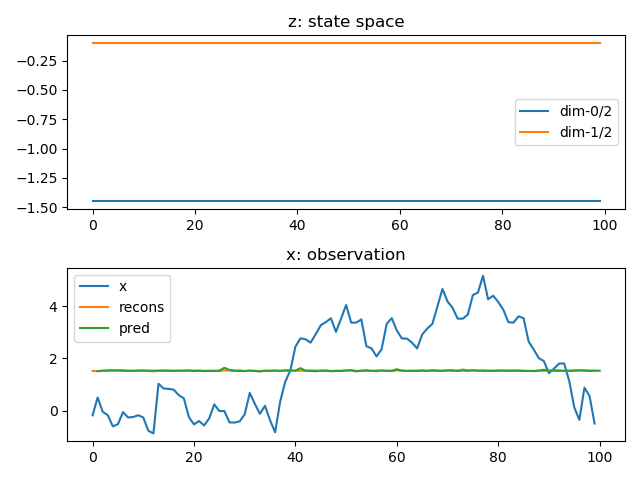 z: state space
−0.25
−0.50
−0.75
−1.00
−1.25
−1.50
dim-0/2
dim-1/2
0 20 40 60 80 100
x: observation
4
2
0
x
recons
pred
0 20 40 60 80 100